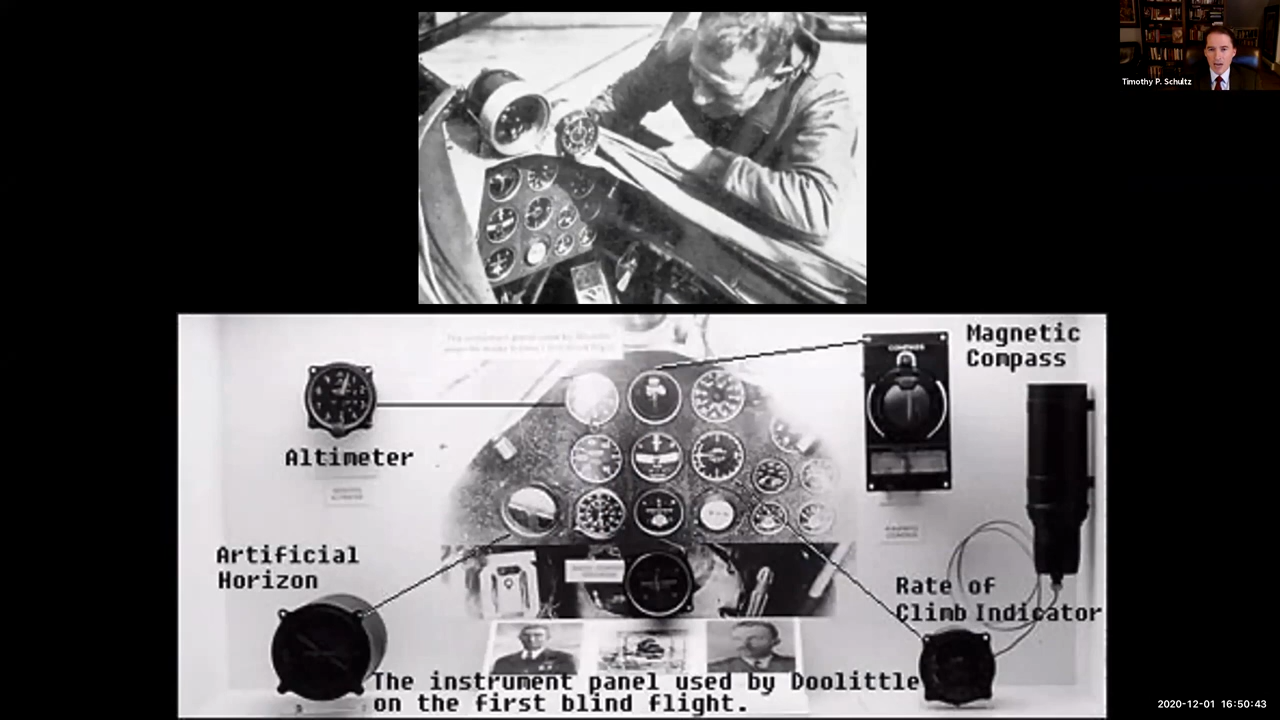 Timothy P. Schultz
Magnetic
Compass
COMPASS
Altimeter
Artificial
Horizon
Rate of
Climb Indicator
The instrument panel used by Doolittle
on the first blind flight.
2020-12-01 16:50:43